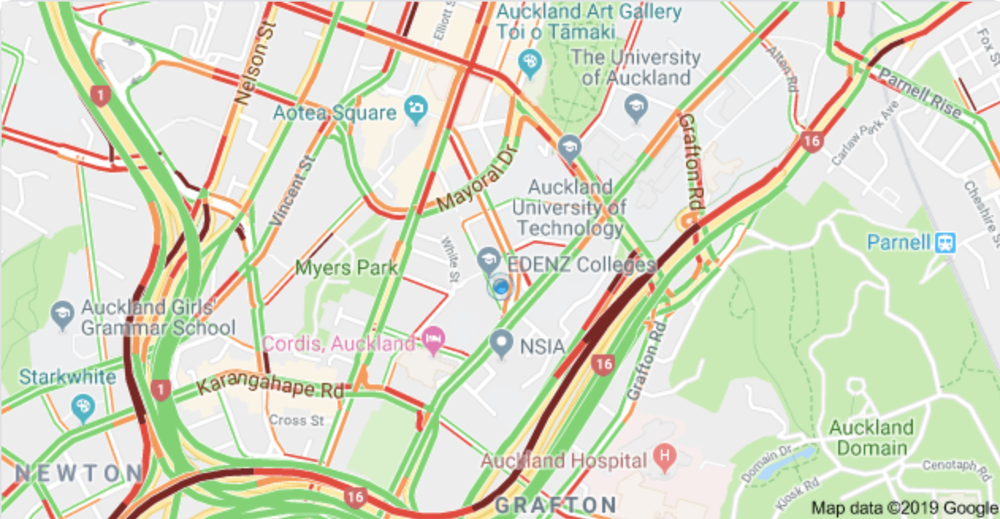 Elliott S
Auckland Art Gallery
Toi o Tāmaki
The University
of Auckland
Nelson St
Fox St
Alten Rd
Parnell Rise
1
Aotea Square
Grafton Rd
16
Carlaw Park Ave
Vincent St
Mayoral Dr
Auckland
University of
Technology
Cheshire St
Parnell
White St
EDENZ Colleges
Myers Park
Auckland Girls'
Grammar School
Cordis, Auckland
NSIA
Starkwhite
1
Karangahape Rd
16
Grafton Rd
Cross St
Auckland
Domain
Auckland Hospital
H
Domain Dr
Cenotaph Rd
NEWTON
Kiosk Rd
16
GRAFTON
Map data ©2019 Google